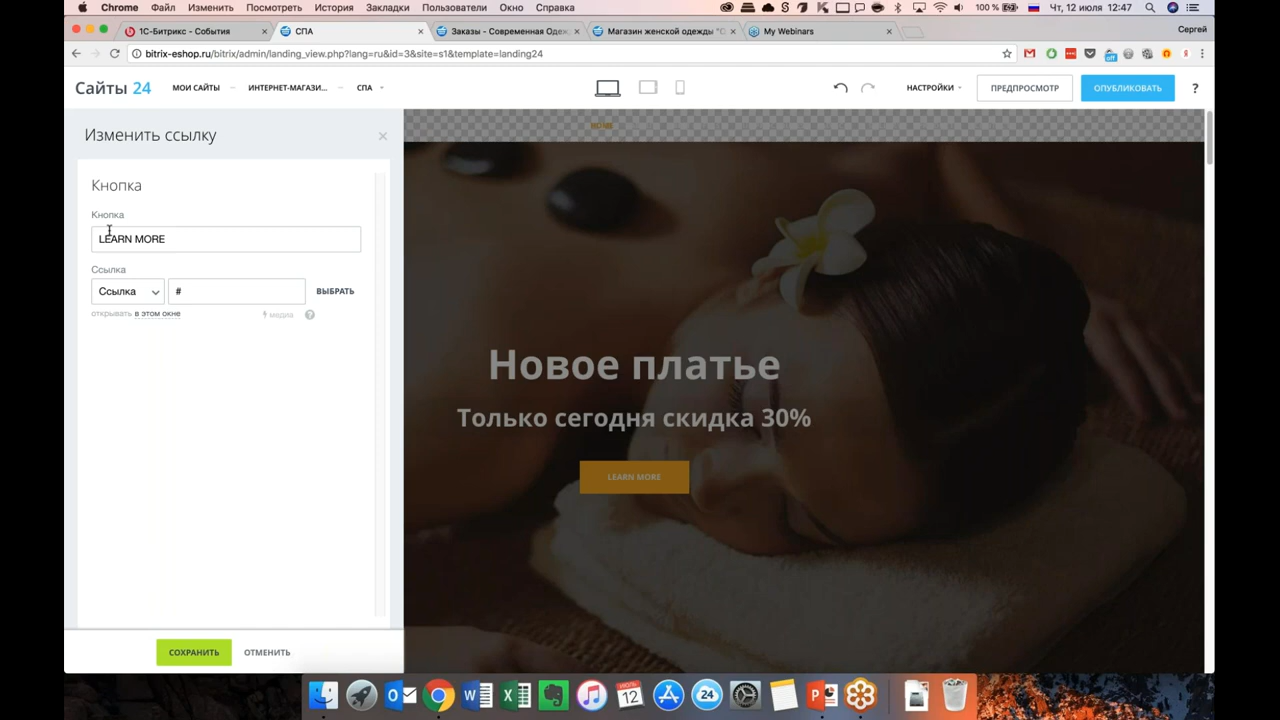 Chrome Файл Изменить Посмотреть История Закладки Пользователи Окно Справка 100 % Чт, 12 июля 12:47
1С-Битрикс - События СПА Заказы - Современная Одеж Магазин женской одежды "С My Webinars Сергей
bitrix-eshop.ru/bitrix/admin/landing_view.php?lang=ru&id=3&site=s1&template=landing24
Сайты 24 МОИ САЙТЫ ИНТЕРНЕТ-МАГАЗИ... СПА НАСТРОЙКИ ПРЕДПРОСМОТР ОПУБЛИКОВАТЬ ?
HOME
Изменить ссылку
Кнопка
Кнопка
LEARN MORE
Ссылка
Ссылка # ВЫБРАТЬ
открывать в этом окне медиа ?
Новое платье
Только сегодня скидка 30%
LEARN MORE
СОХРАНИТЬ ОТМЕНИТЬ
ИЮЛЬ
12
24